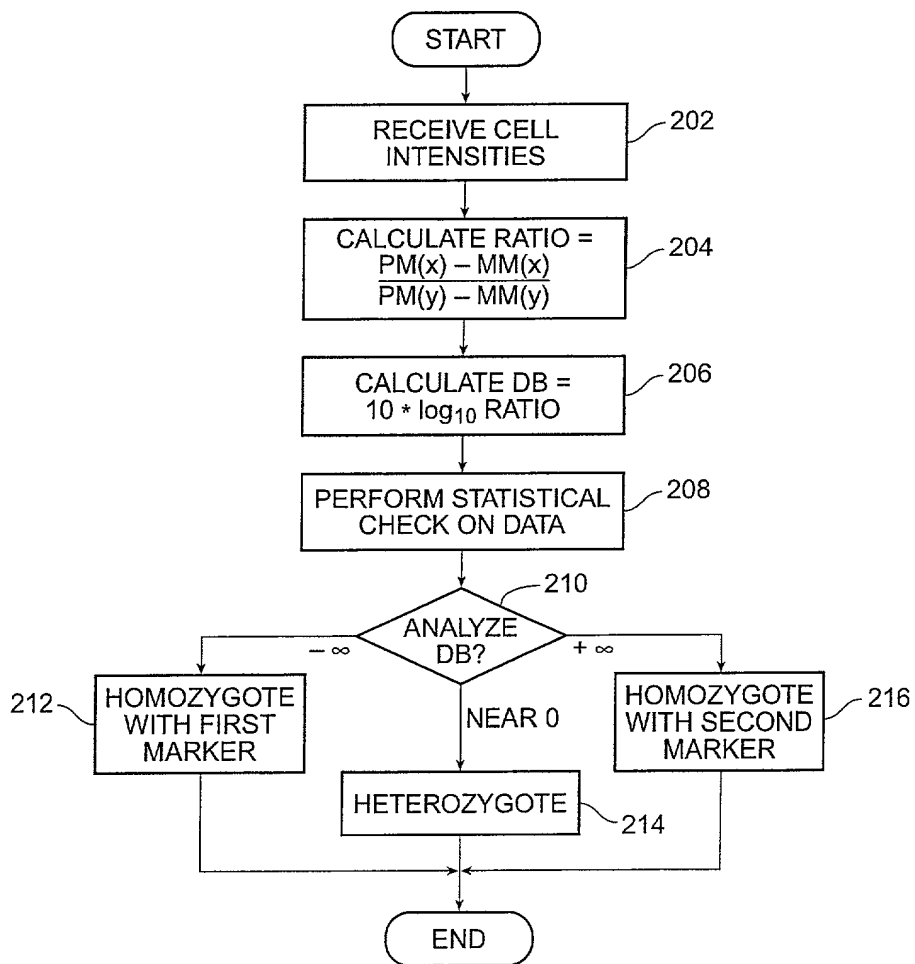 START
RECEIVE CELL
INTENSITIES
202
CALCULATE RATIO =
PM(x) – MM(x)
PM(y) – MM(y)
204
CALCULATE DB =
10 * log10 RATIO
206
PERFORM STATISTICAL
CHECK ON DATA
208
210
ANALYZE
DB?
– ∞
+ ∞
NEAR 0
212
HOMOZYGOTE
WITH FIRST
MARKER
HOMOZYGOTE
WITH SECOND
MARKER
216
HETEROZYGOTE
214
END